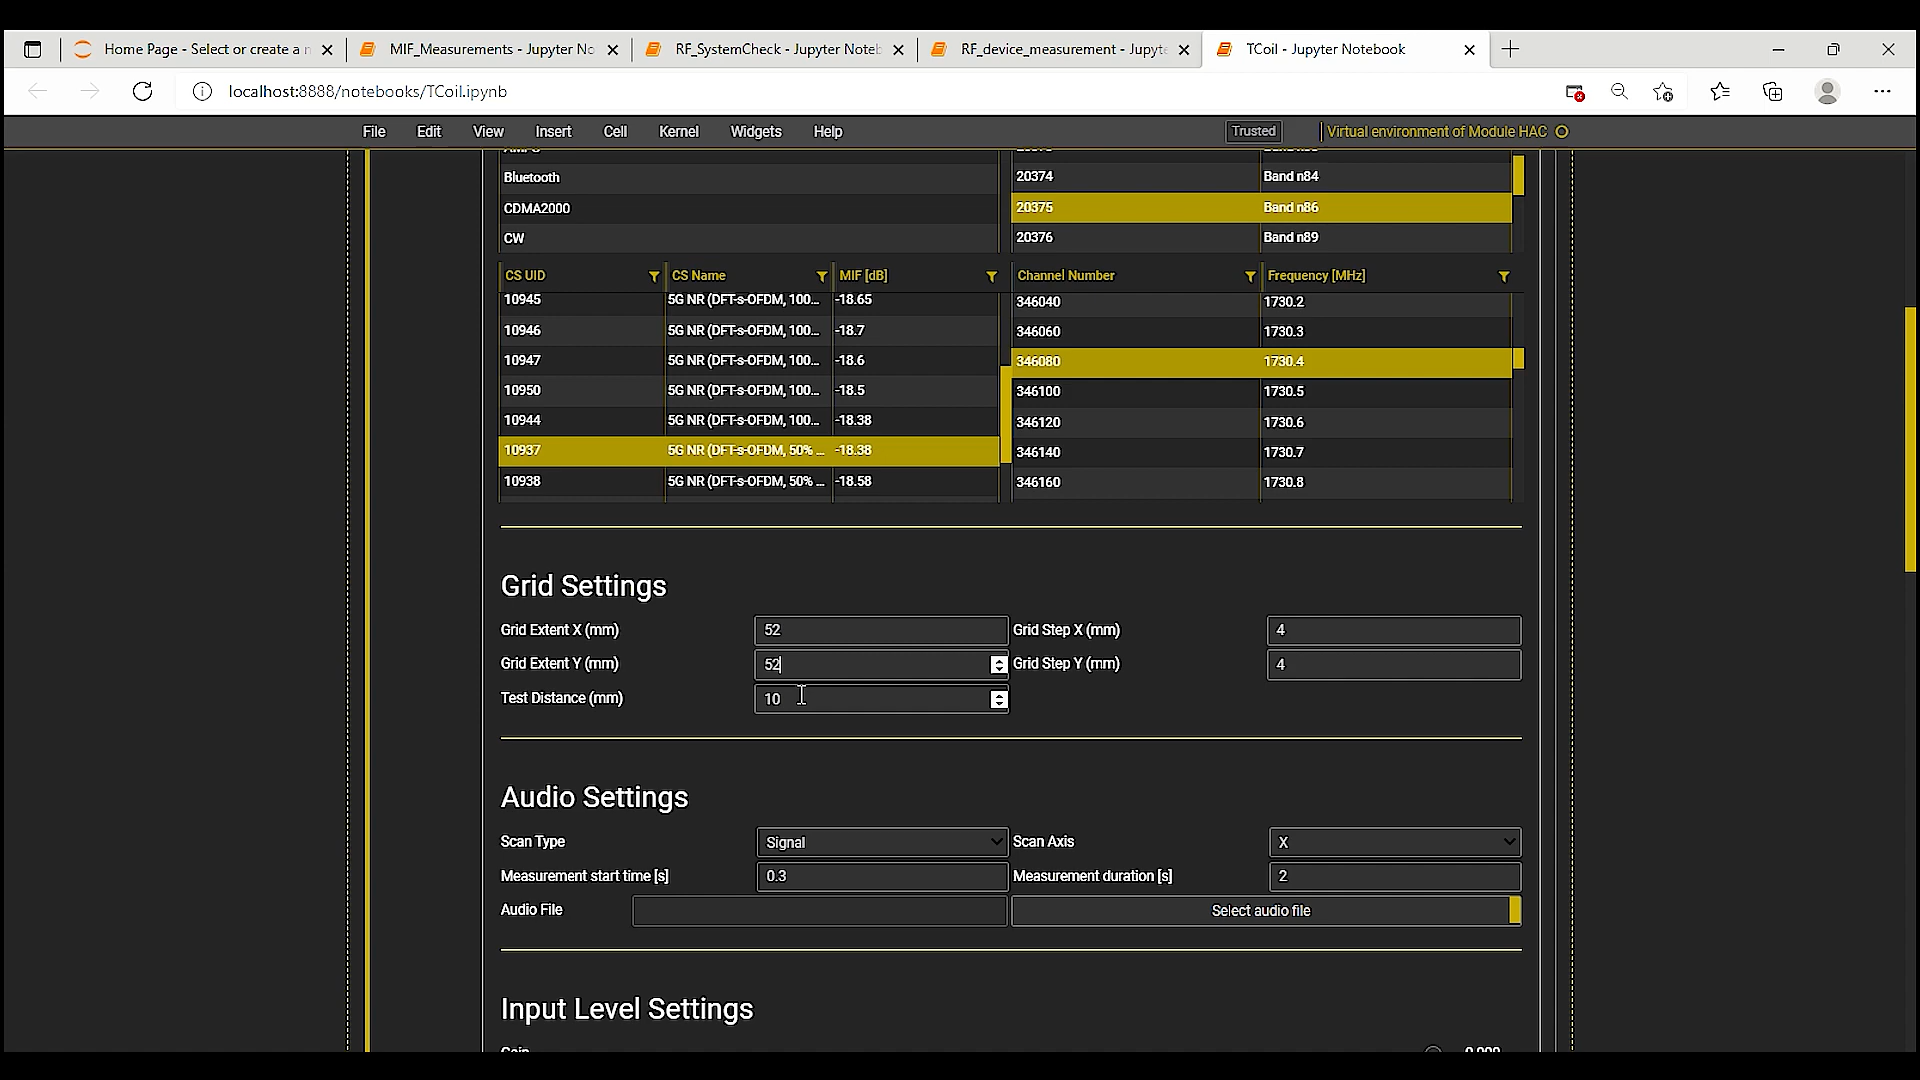 Home Page - Select or create a n
MIF_Measurements - Jupyter No
RF_SystemCheck - Jupyter Noteb
RF_device_measurement - Jupyte
TCoil - Jupyter Notebook
localhost:8888/notebooks/TCoil.ipynb
File Edit View Insert Cell Kernel Widgets Help Trusted Virtual environment of Module HAC
Bluetooth 20374 Band n84
CDMA2000 20375 Band n86
CW 20376 Band n89
CS UID CS Name MIF [dB] Channel Number Frequency [MHz]
10945 5G NR (DFT-s-OFDM, 100... -18.65 346040 1730.2
10946 5G NR (DFT-s-OFDM, 100... -18.7 346060 1730.3
10947 5G NR (DFT-s-OFDM, 100... -18.6 346080 1730.4
10950 5G NR (DFT-s-OFDM, 100... -18.5 346100 1730.5
10944 5G NR (DFT-s-OFDM, 100... -18.38 346120 1730.6
10937 5G NR (DFT-s-OFDM, 50% ... -18.38 346140 1730.7
10938 5G NR (DFT-s-OFDM, 50% ... -18.58 346160 1730.8
Grid Settings
Grid Extent X (mm) 52 Grid Step X (mm) 4
Grid Extent Y (mm) 52 Grid Step Y (mm) 4
Test Distance (mm) 10
Audio Settings
Scan Type Signal Scan Axis X
Measurement start time [s] 0.3 Measurement duration [s] 2
Audio File Select audio file
Input Level Settings